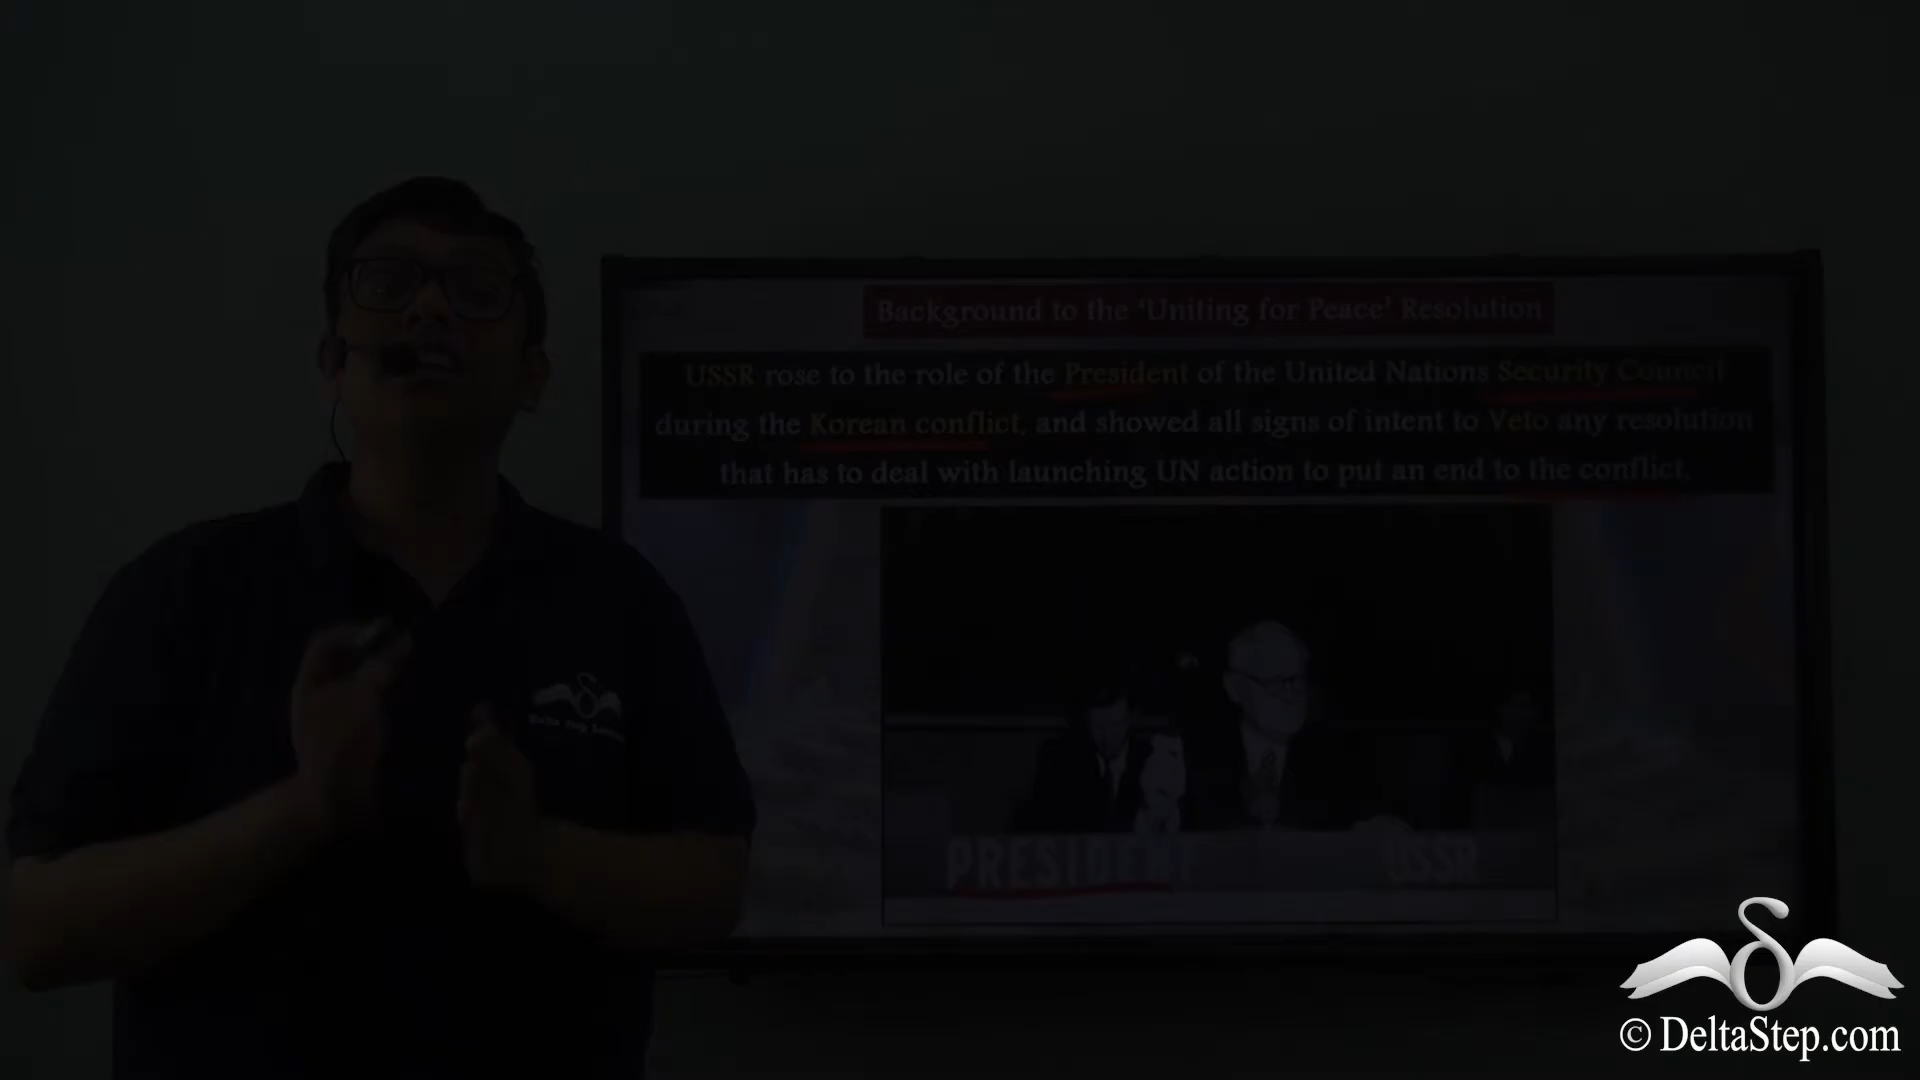 Background to the ‘Uniting for Peace’ Resolution
USSR rose to the role of the President of the United Nations Security Council
during the Korean conflict, and showed all signs of intent to Veto any resolution
that has to deal with launching UN action to put an end to the conflict.
PRESIDENT USSR
© DeltaStep.com